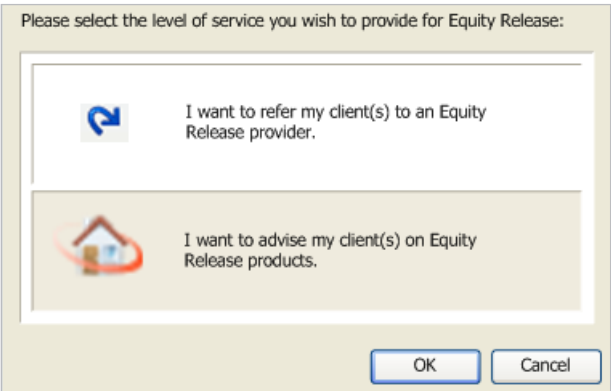 Please select the level of service you wish to provide for Equity Release:
I want to refer my client(s) to an Equity
Release provider.
I want to advise my client(s) on Equity
Release products.
OK
Cancel